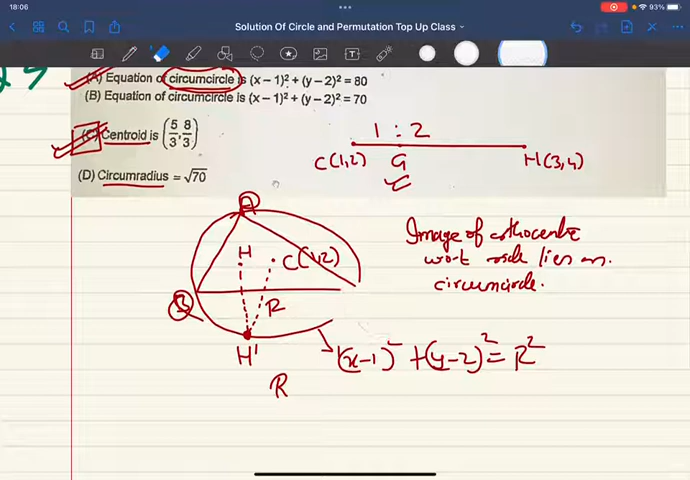 18:06
93%
Solution Of Circle and Permutation Top Up Class
(A) Equation of circumcircle is (x – 1)² + (y – 2)² = 80
(B) Equation of circumcircle is (x – 1)² + (y – 2)² = 70
(C) Centroid is (5/3, 8/3)
(D) Circumradius = √70
1 : 2
C(1,2) G H(3,4)
A
H C(1,2)
B R
H'
R
Image of orthocentre
w.r.t side lies on
circumcircle.
(x-1)² + (y-2)² = R²